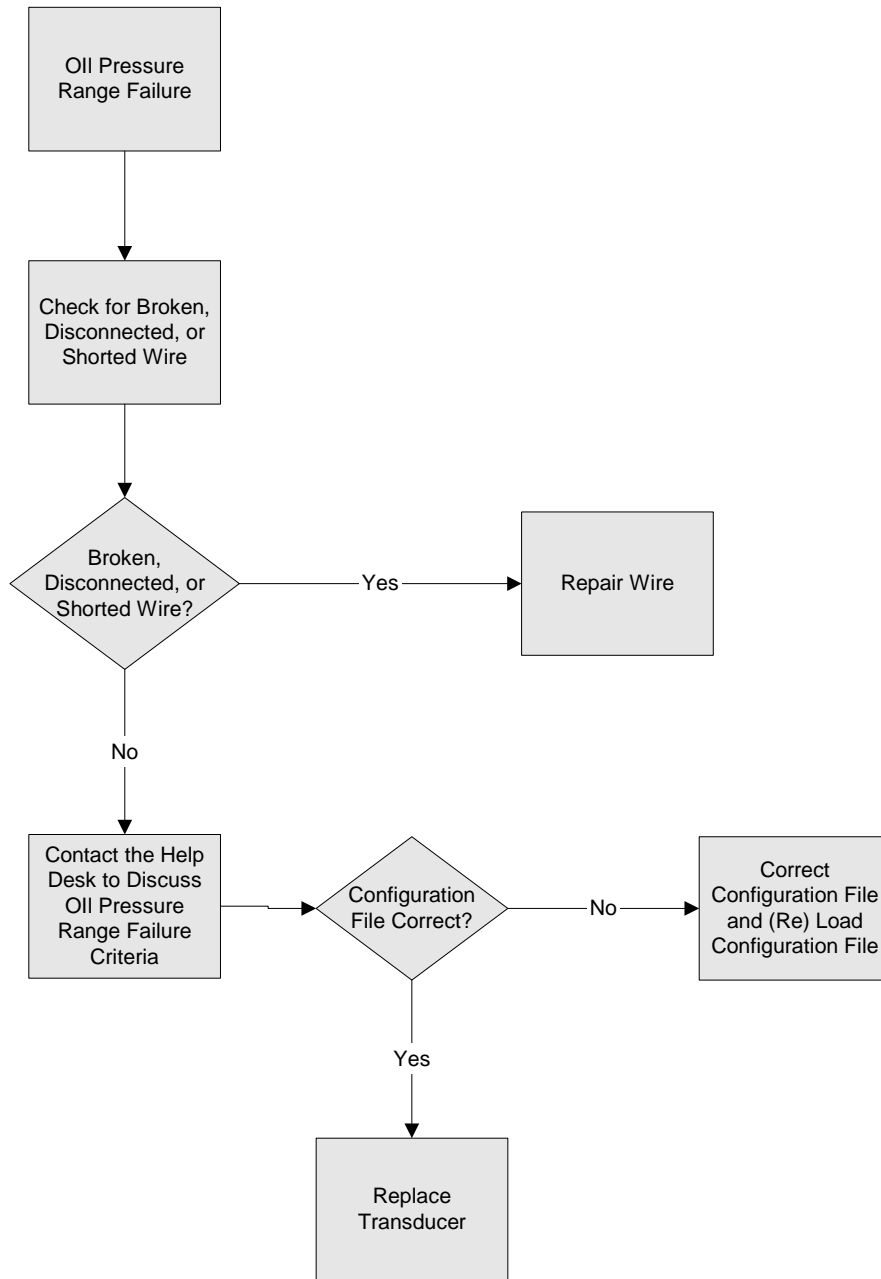 OIl Pressure
Range Failure
Check for Broken,
Disconnected, or
Shorted Wire
Broken,
Disconnected, or
Shorted Wire?
Yes
Repair Wire
No
Contact the Help
Desk to Discuss
OIl Pressure
Range Failure
Criteria
Configuration
File Correct?
No
Correct
Configuration File
and (Re) Load
Configuration File
Yes
Replace
Transducer